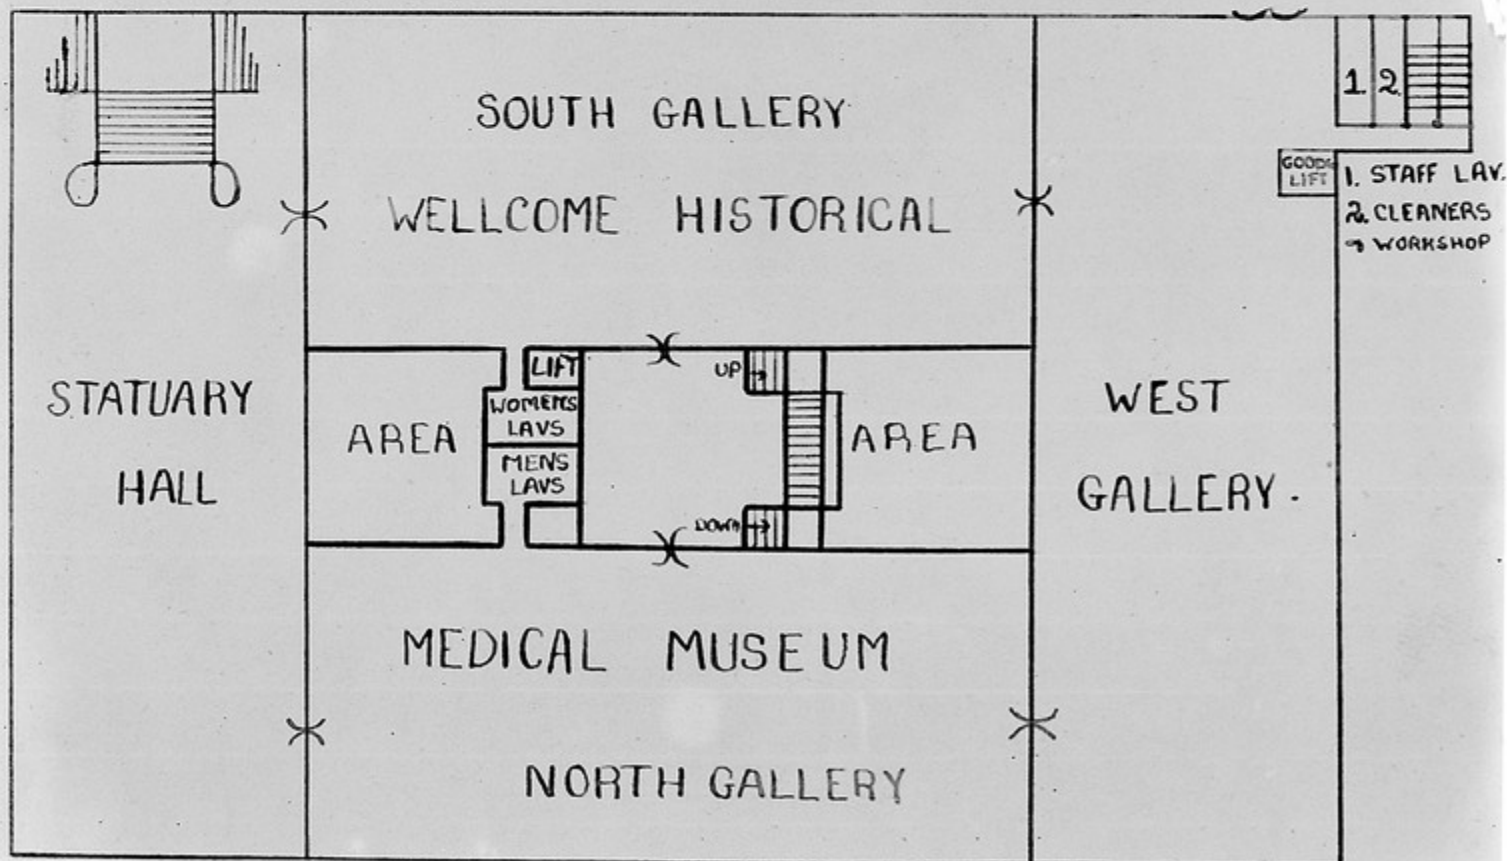 SOUTH GALLERY
WELLCOME HISTORICAL
1 2
GOODS
LIFT
1. STAFF LAV.
2. CLEANERS
WORKSHOP
STATUARY
HALL
AREA
LIFT
WOMENS
LAVS
MENS
LAVS
UP
DOWN
AREA
WEST
GALLERY.
MEDICAL MUSEUM
NORTH GALLERY